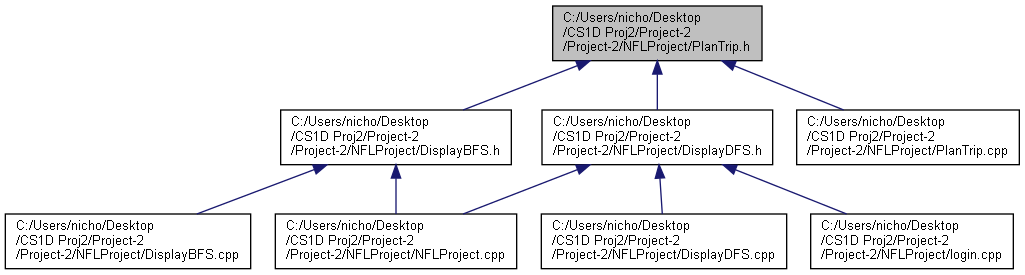 C:/Users/nicho/Desktop
/CS1D Proj2/Project-2
/Project-2/NFLProject/PlanTrip.h
C:/Users/nicho/Desktop
/CS1D Proj2/Project-2
/Project-2/NFLProject/DisplayBFS.h
C:/Users/nicho/Desktop
/CS1D Proj2/Project-2
/Project-2/NFLProject/DisplayDFS.h
C:/Users/nicho/Desktop
/CS1D Proj2/Project-2
/Project-2/NFLProject/PlanTrip.cpp
C:/Users/nicho/Desktop
/CS1D Proj2/Project-2
/Project-2/NFLProject/DisplayBFS.cpp
C:/Users/nicho/Desktop
/CS1D Proj2/Project-2
/Project-2/NFLProject/NFLProject.cpp
C:/Users/nicho/Desktop
/CS1D Proj2/Project-2
/Project-2/NFLProject/DisplayDFS.cpp
C:/Users/nicho/Desktop
/CS1D Proj2/Project-2
/Project-2/NFLProject/login.cpp